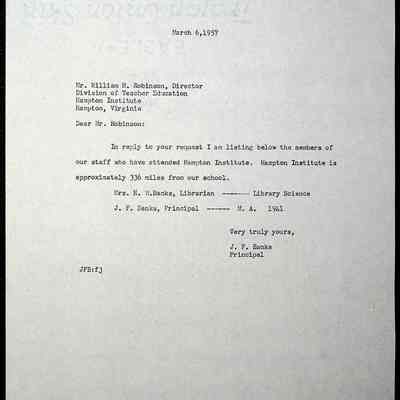 March 6,1957
Mr. William H. Robinson, Director
Division of Teacher Education
Hampton Institute
Hampton, Virginia
Dear Mr. Robinson:
In reply to your request I am listing below the members of
our staff who have attended Hampton Institute. Hampton Institute is
approximately 336 miles from our school.
Mrs. N. W.Banks, Librarian ------- Library Science
J. F. Banks, Principal ------ M. A. 1941
Very truly yours,
J. F. Banks
Principal
JFB:fj